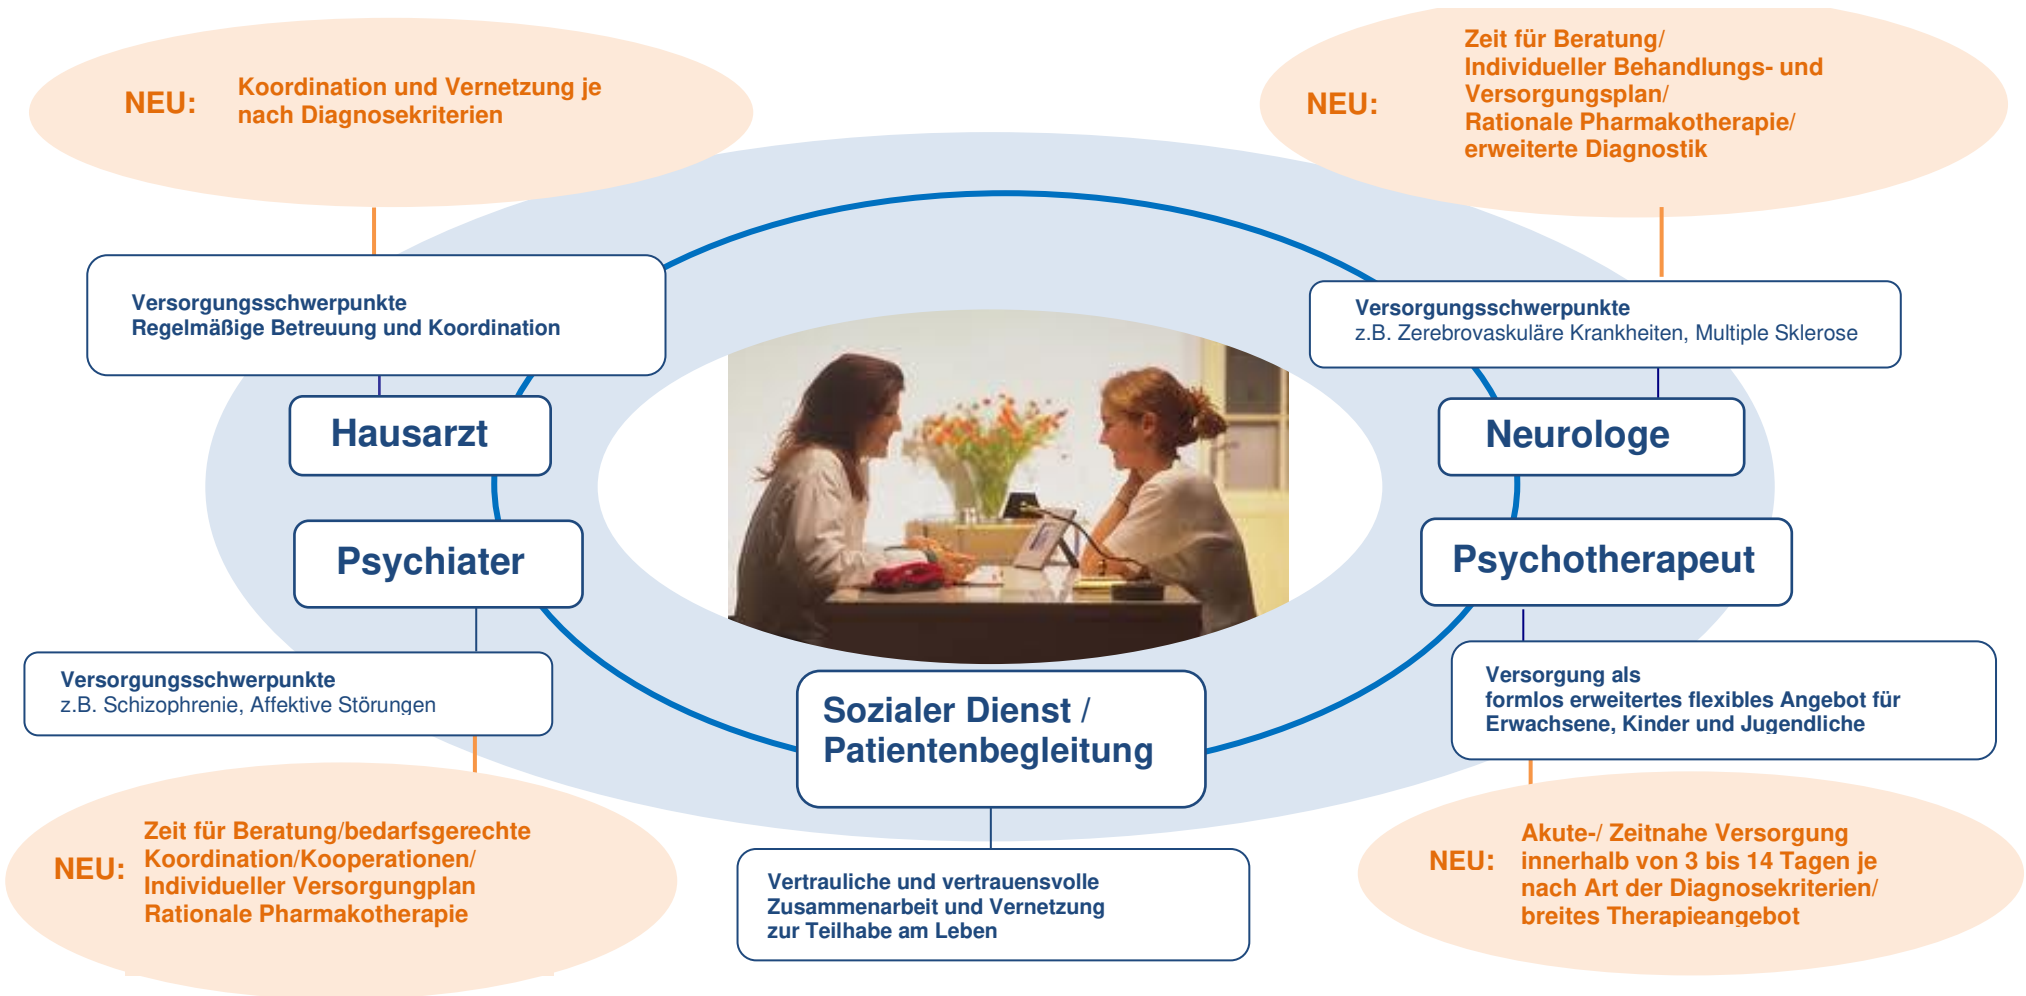 NEU:
Koordination und Vernetzung je
nach Diagnosekriterien
NEU:
Zeit für Beratung/
Individueller Behandlungs- und
Versorgungsplan/
Rationale Pharmakotherapie/
erweiterte Diagnostik
Versorgungsschwerpunkte
Regelmäßige Betreuung und Koordination
Versorgungsschwerpunkte
z.B. Zerebrovaskuläre Krankheiten, Multiple Sklerose
Hausarzt
Neurologe
Psychiater
Psychotherapeut
Versorgungsschwerpunkte
z.B. Schizophrenie, Affektive Störungen
Sozialer Dienst /
Patientenbegleitung
Versorgung als
formlos erweitertes flexibles Angebot für
Erwachsene, Kinder und Jugendliche
NEU:
Zeit für Beratung/bedarfsgerechte
Koordination/Kooperationen/
Individueller Versorgungplan
Rationale Pharmakotherapie
Vertrauliche und vertrauensvolle
Zusammenarbeit und Vernetzung
zur Teilhabe am Leben
NEU:
Akute-/ Zeitnahe Versorgung
innerhalb von 3 bis 14 Tagen je
nach Art der Diagnosekriterien/
breites Therapieangebot